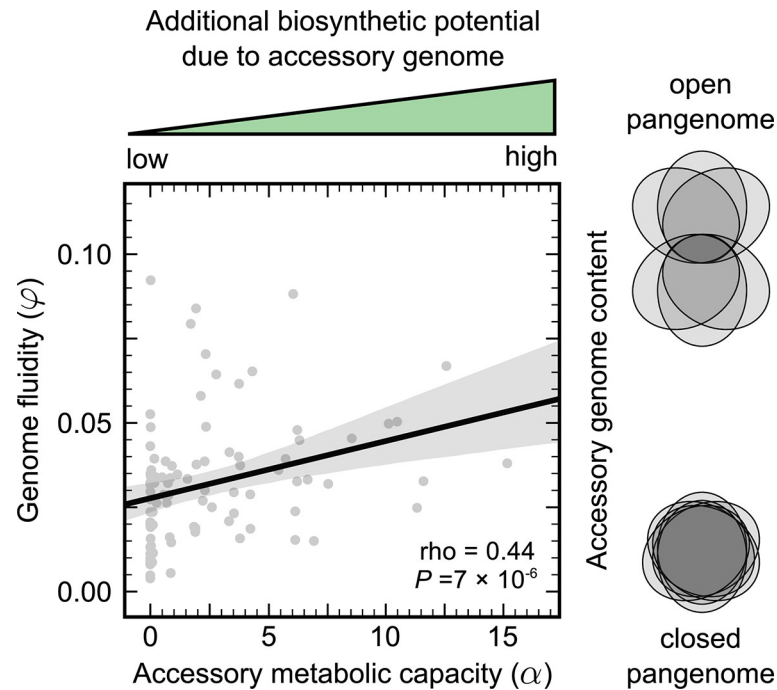 Additional biosynthetic potential
due to accessory genome
low
high
open
pangenome
Genome fluidity (φ)
0.10
0.05
0.00
rho = 0.44
P =7 × 10⁻⁶
0
5
10
15
Accessory metabolic capacity (α)
Accessory genome content
closed
pangenome